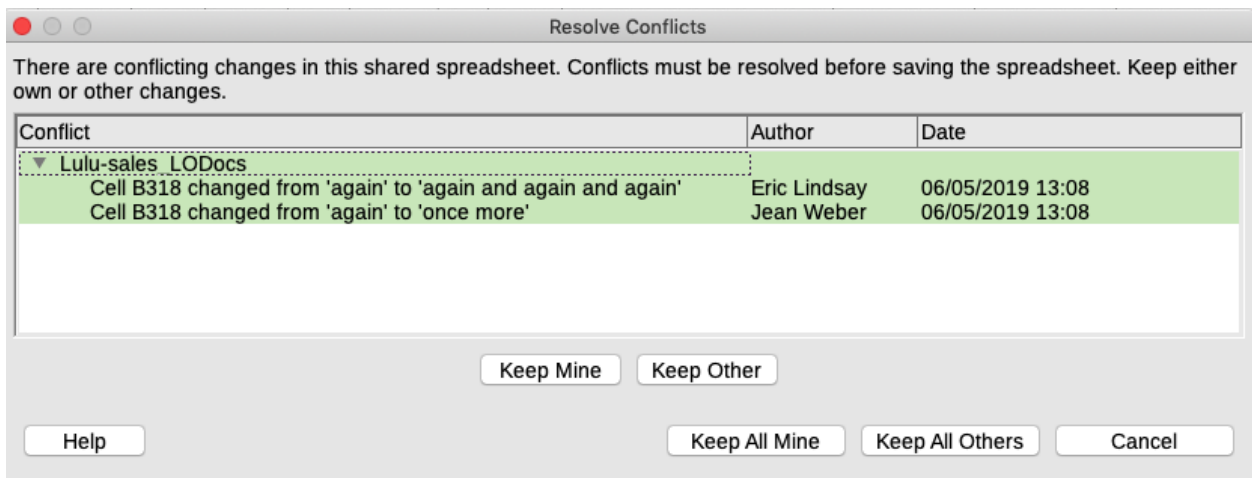 Resolve Conflicts
There are conflicting changes in this shared spreadsheet. Conflicts must be resolved before saving the spreadsheet. Keep either
own or other changes.
Conflict Author Date
Lulu-sales_LODocs
Cell B318 changed from 'again' to 'again and again and again' Eric Lindsay 06/05/2019 13:08
Cell B318 changed from 'again' to 'once more' Jean Weber 06/05/2019 13:08
Keep Mine Keep Other
Help Keep All Mine Keep All Others Cancel